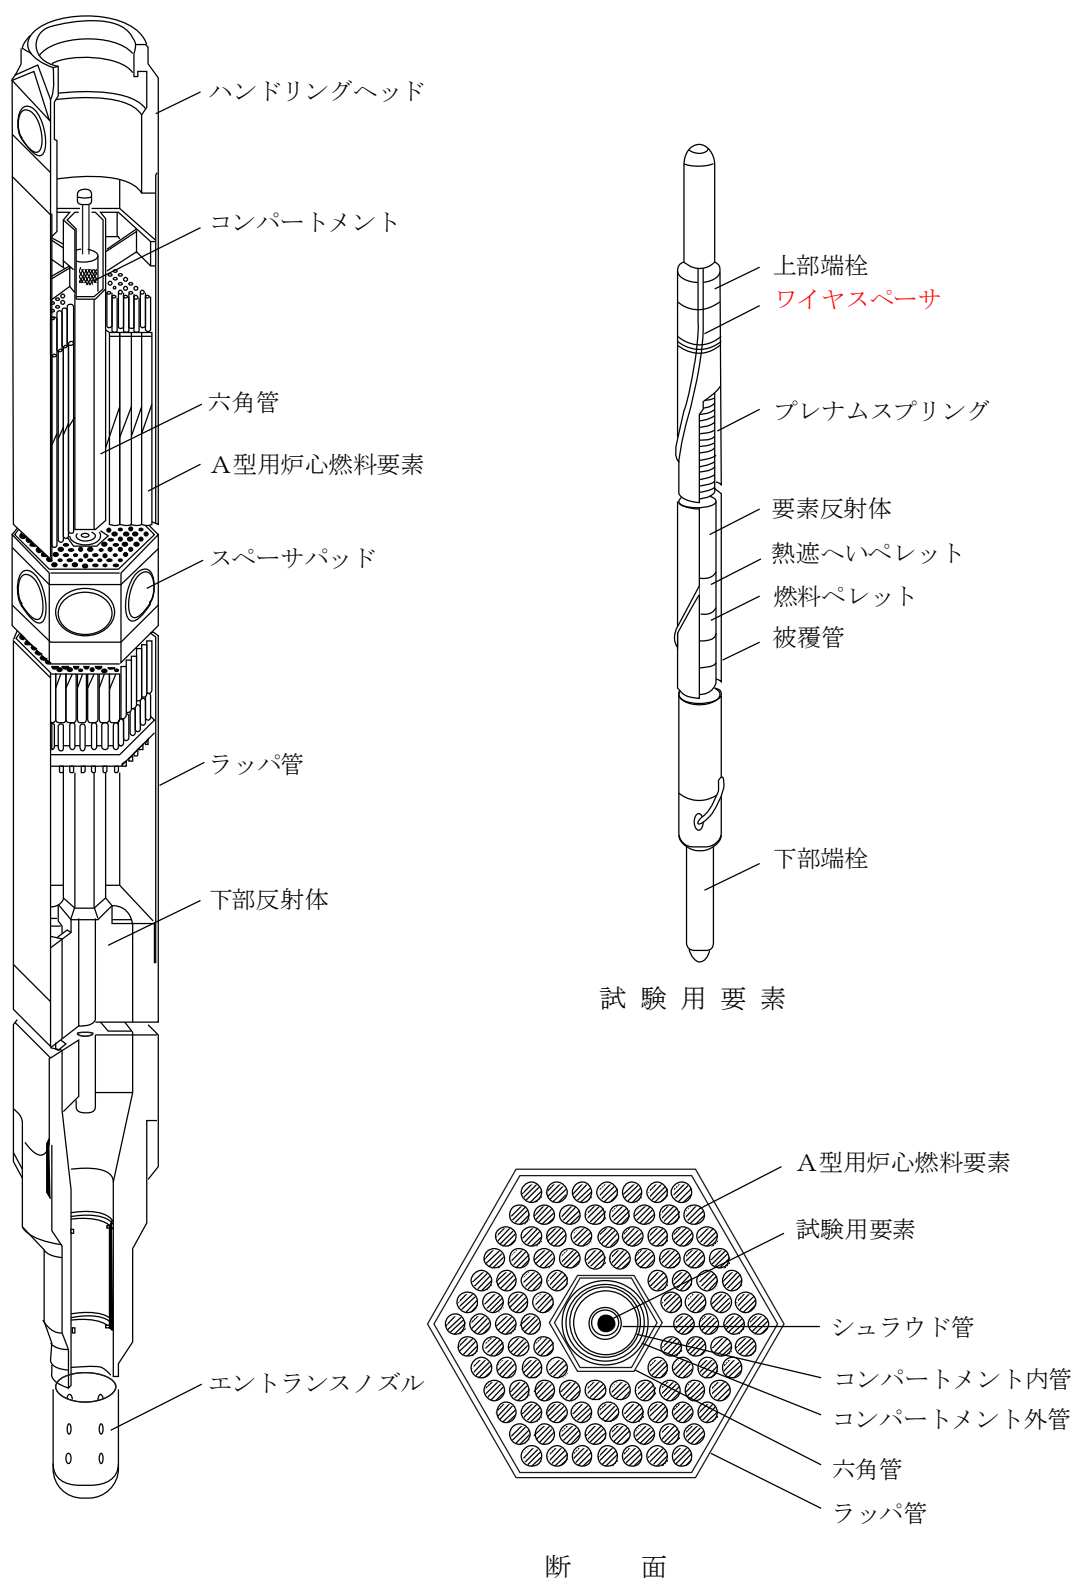 ハンドリングヘッド
コンパートメント
六角管
Ａ型用炉心燃料要素
スペーサパッド
ラッパ管
下部反射体
エントランスノズル
上部端栓
ワイヤスペーサ
プレナムスプリング
要素反射体
熱遮へいペレット
燃料ペレット
被覆管
下部端栓
試験用要素
Ａ型用炉心燃料要素
試験用要素
シュラウド管
コンパートメント内管
コンパートメント外管
六角管
ラッパ管
断面